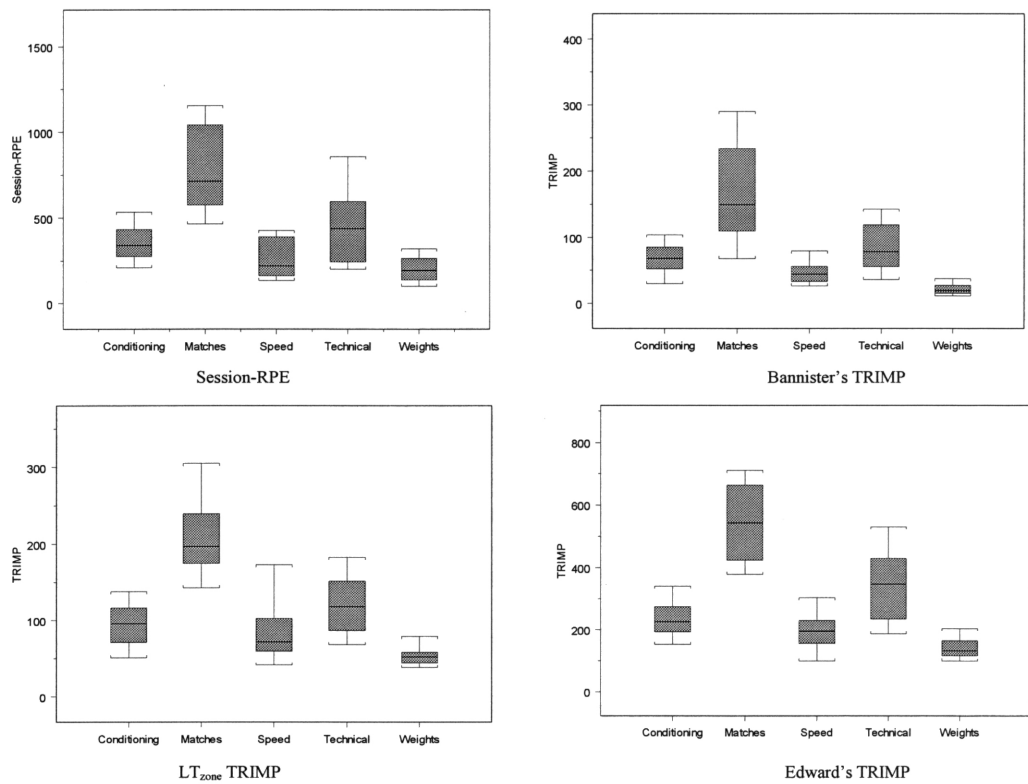 1500
1000
500
0
Session-RPE
Conditioning Matches Speed Technical Weights
Session-RPE
400
300
200
100
0
TRIMP
Conditioning Matches Speed Technical Weights
Bannister's TRIMP
300
200
100
0
TRIMP
Conditioning Matches Speed Technical Weights
LTzone TRIMP
800
600
400
200
0
TRIMP
Conditioning Matches Speed Technical Weights
Edward's TRIMP